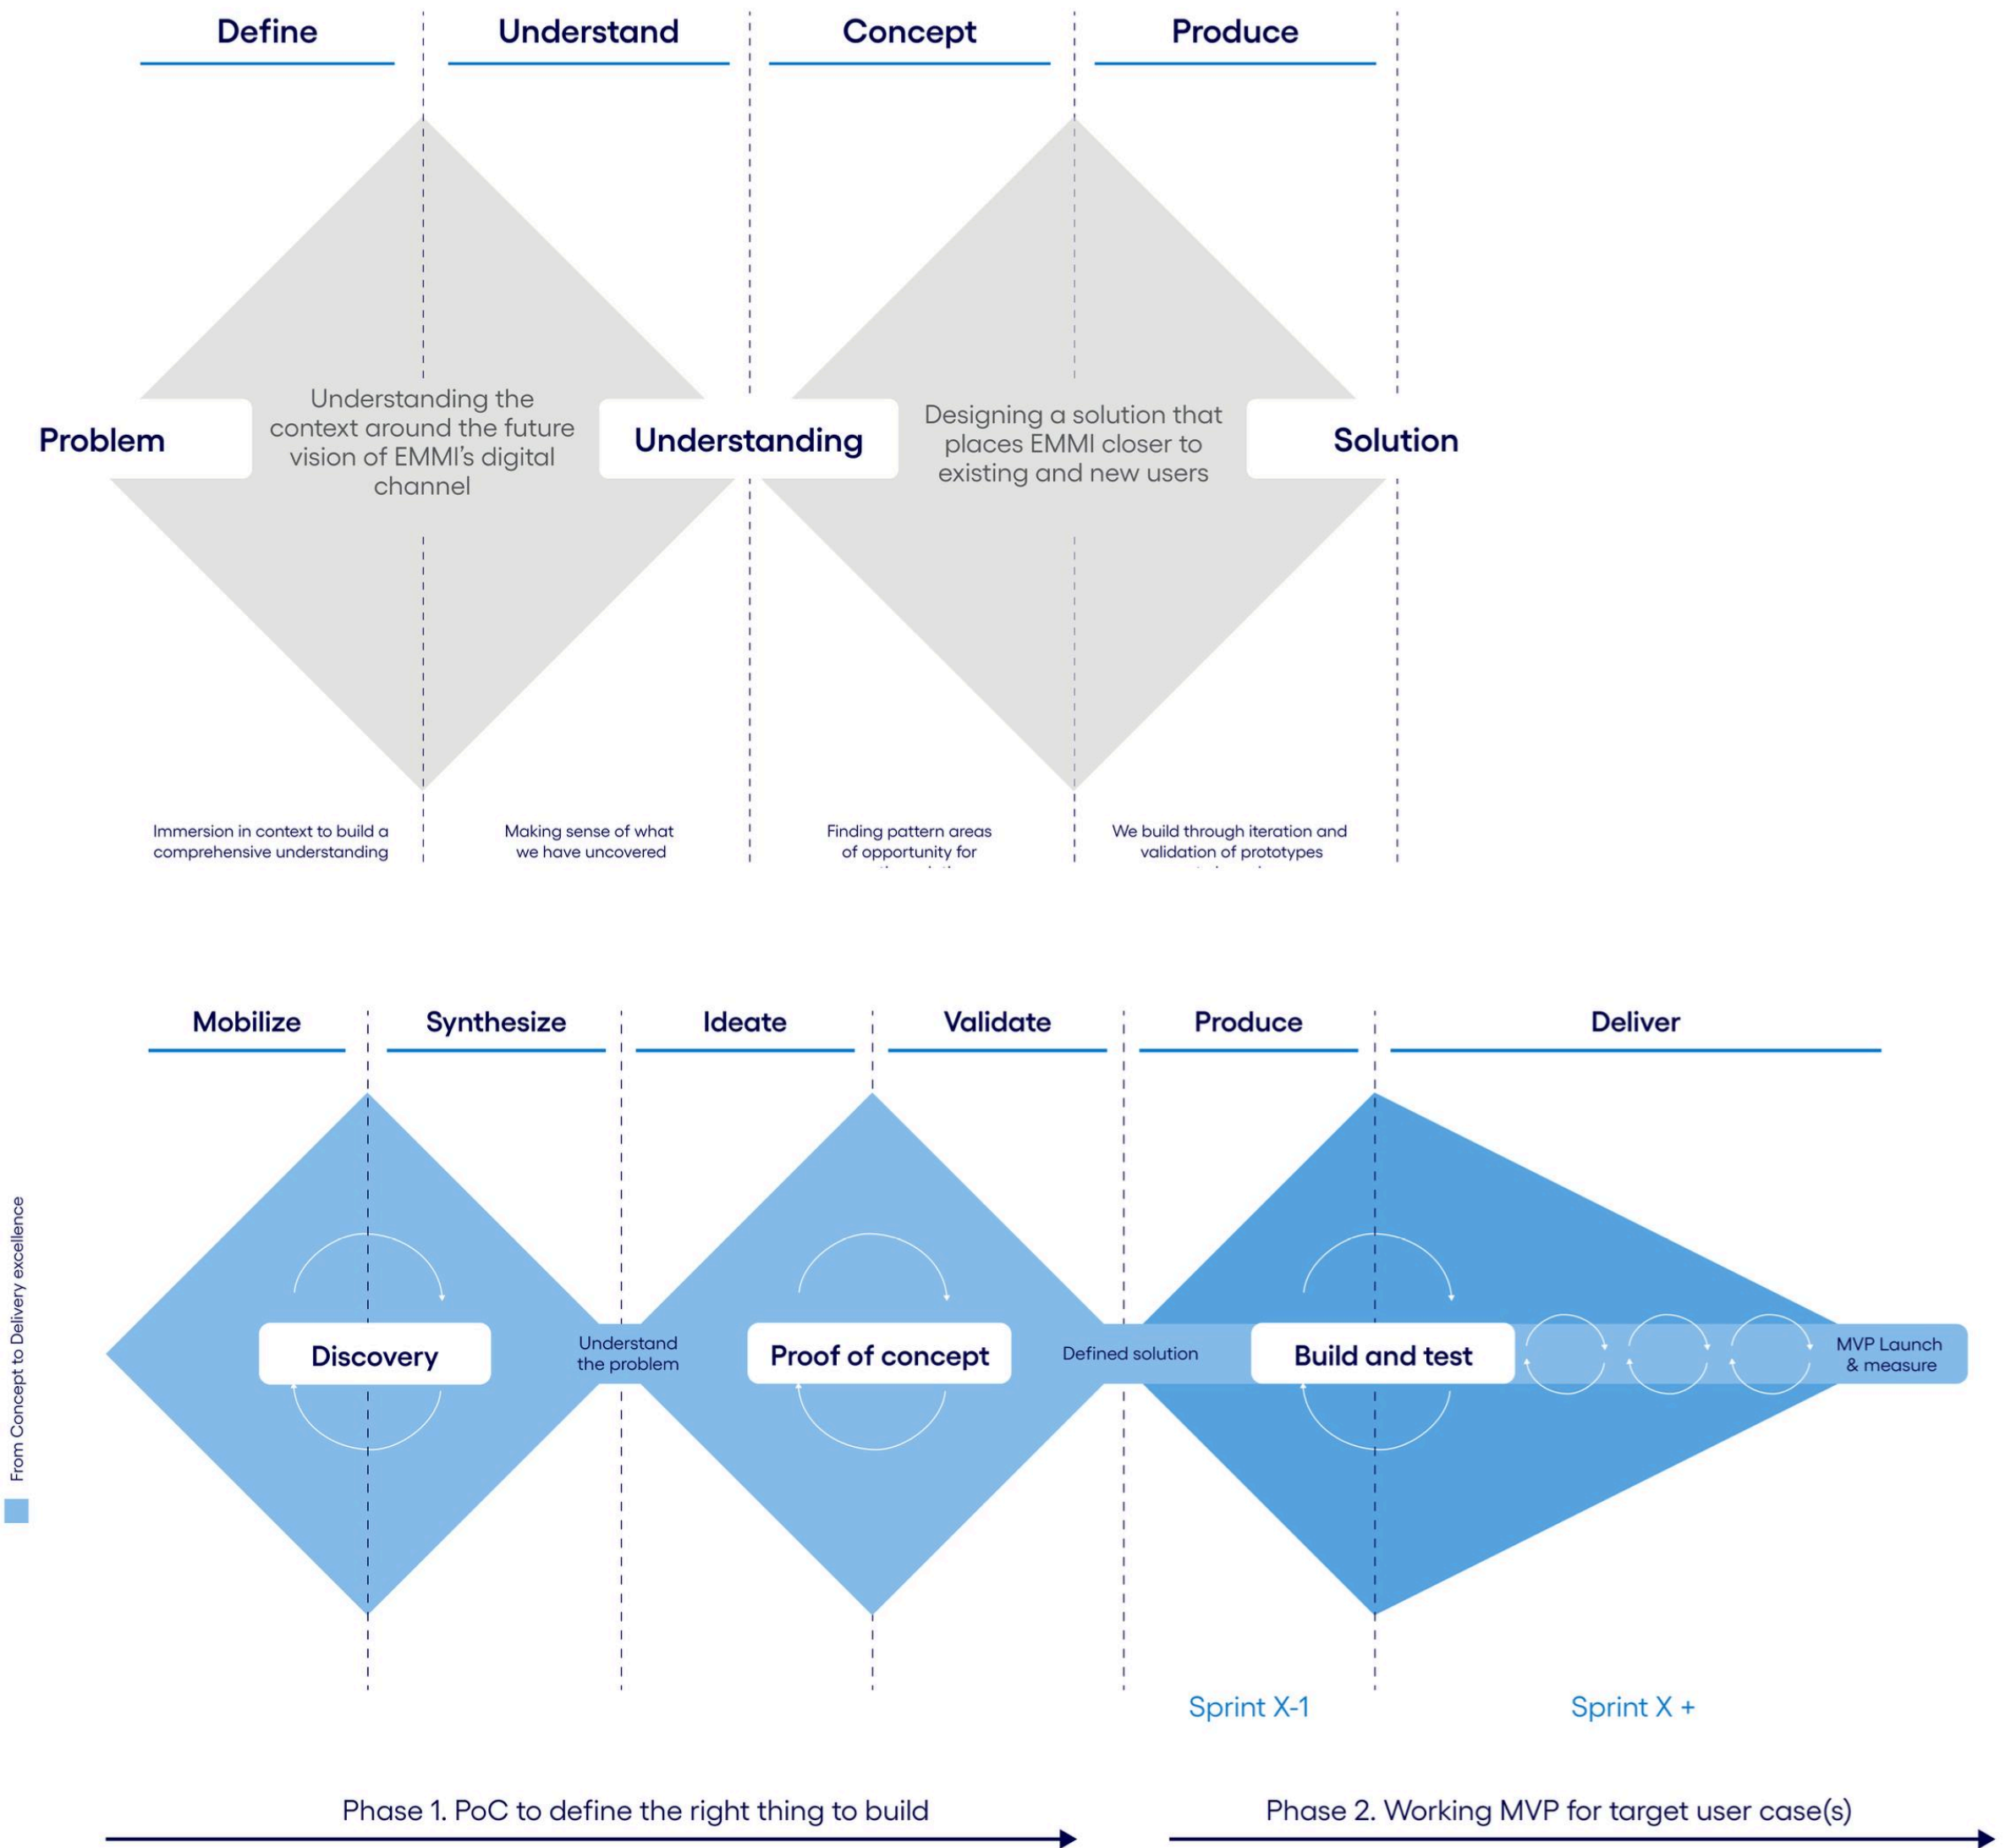 Define
Understand
Concept
Produce
Problem
Understanding the
context around the future
vision of EMMI’s digital
channel
Understanding
Designing a solution that
places EMMI closer to
existing and new users
Solution
Immersion in context to build a
comprehensive understanding
Making sense of what
we have uncovered
Finding pattern areas
of opportunity for
We build through iteration and
validation of prototypes
Mobilize
Synthesize
Ideate
Validate
Produce
Deliver
From Concept to Delivery excellence
Discovery
Understand
the problem
Proof of concept
Defined solution
Build and test
MVP Launch
& measure
Sprint X-1
Sprint X +
Phase 1. PoC to define the right thing to build
Phase 2. Working MVP for target user case(s)